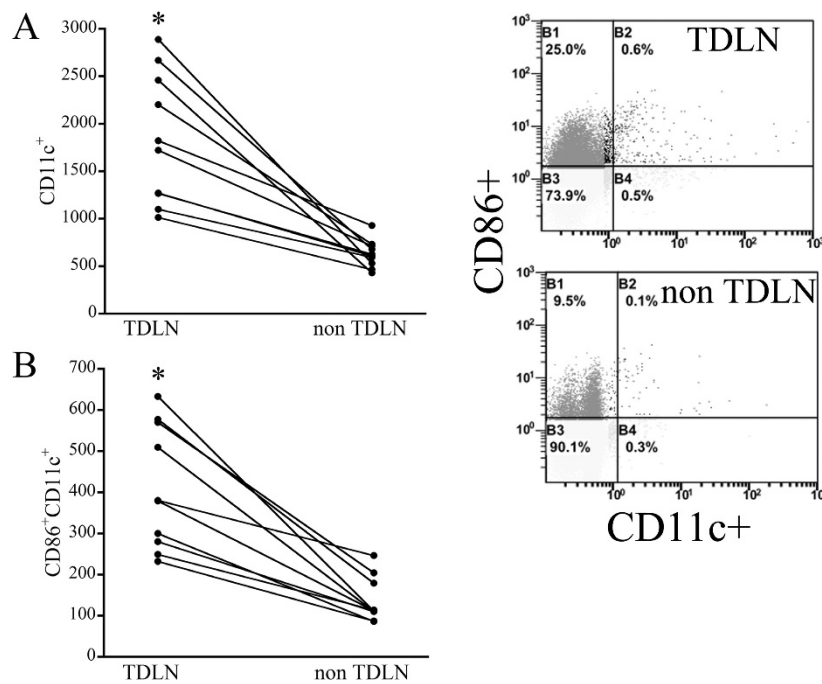 A
*
3000
2500
2000
1500
1000
500
0
CD11c+
TDLN
non TDLN
B
*
700
600
500
400
300
200
100
0
CD86+CD11c+
TDLN
non TDLN
CD86+
10³
10²
10¹
10⁰
B1
25.0%
B2
0.6%
TDLN
B3
73.9%
B4
0.5%
10⁰ 10¹ 10² 10³
10³
10²
10¹
10⁰
B1
9.5%
B2
0.1%
non TDLN
B3
90.1%
B4
0.3%
10⁰ 10¹ 10² 10³
CD11c+